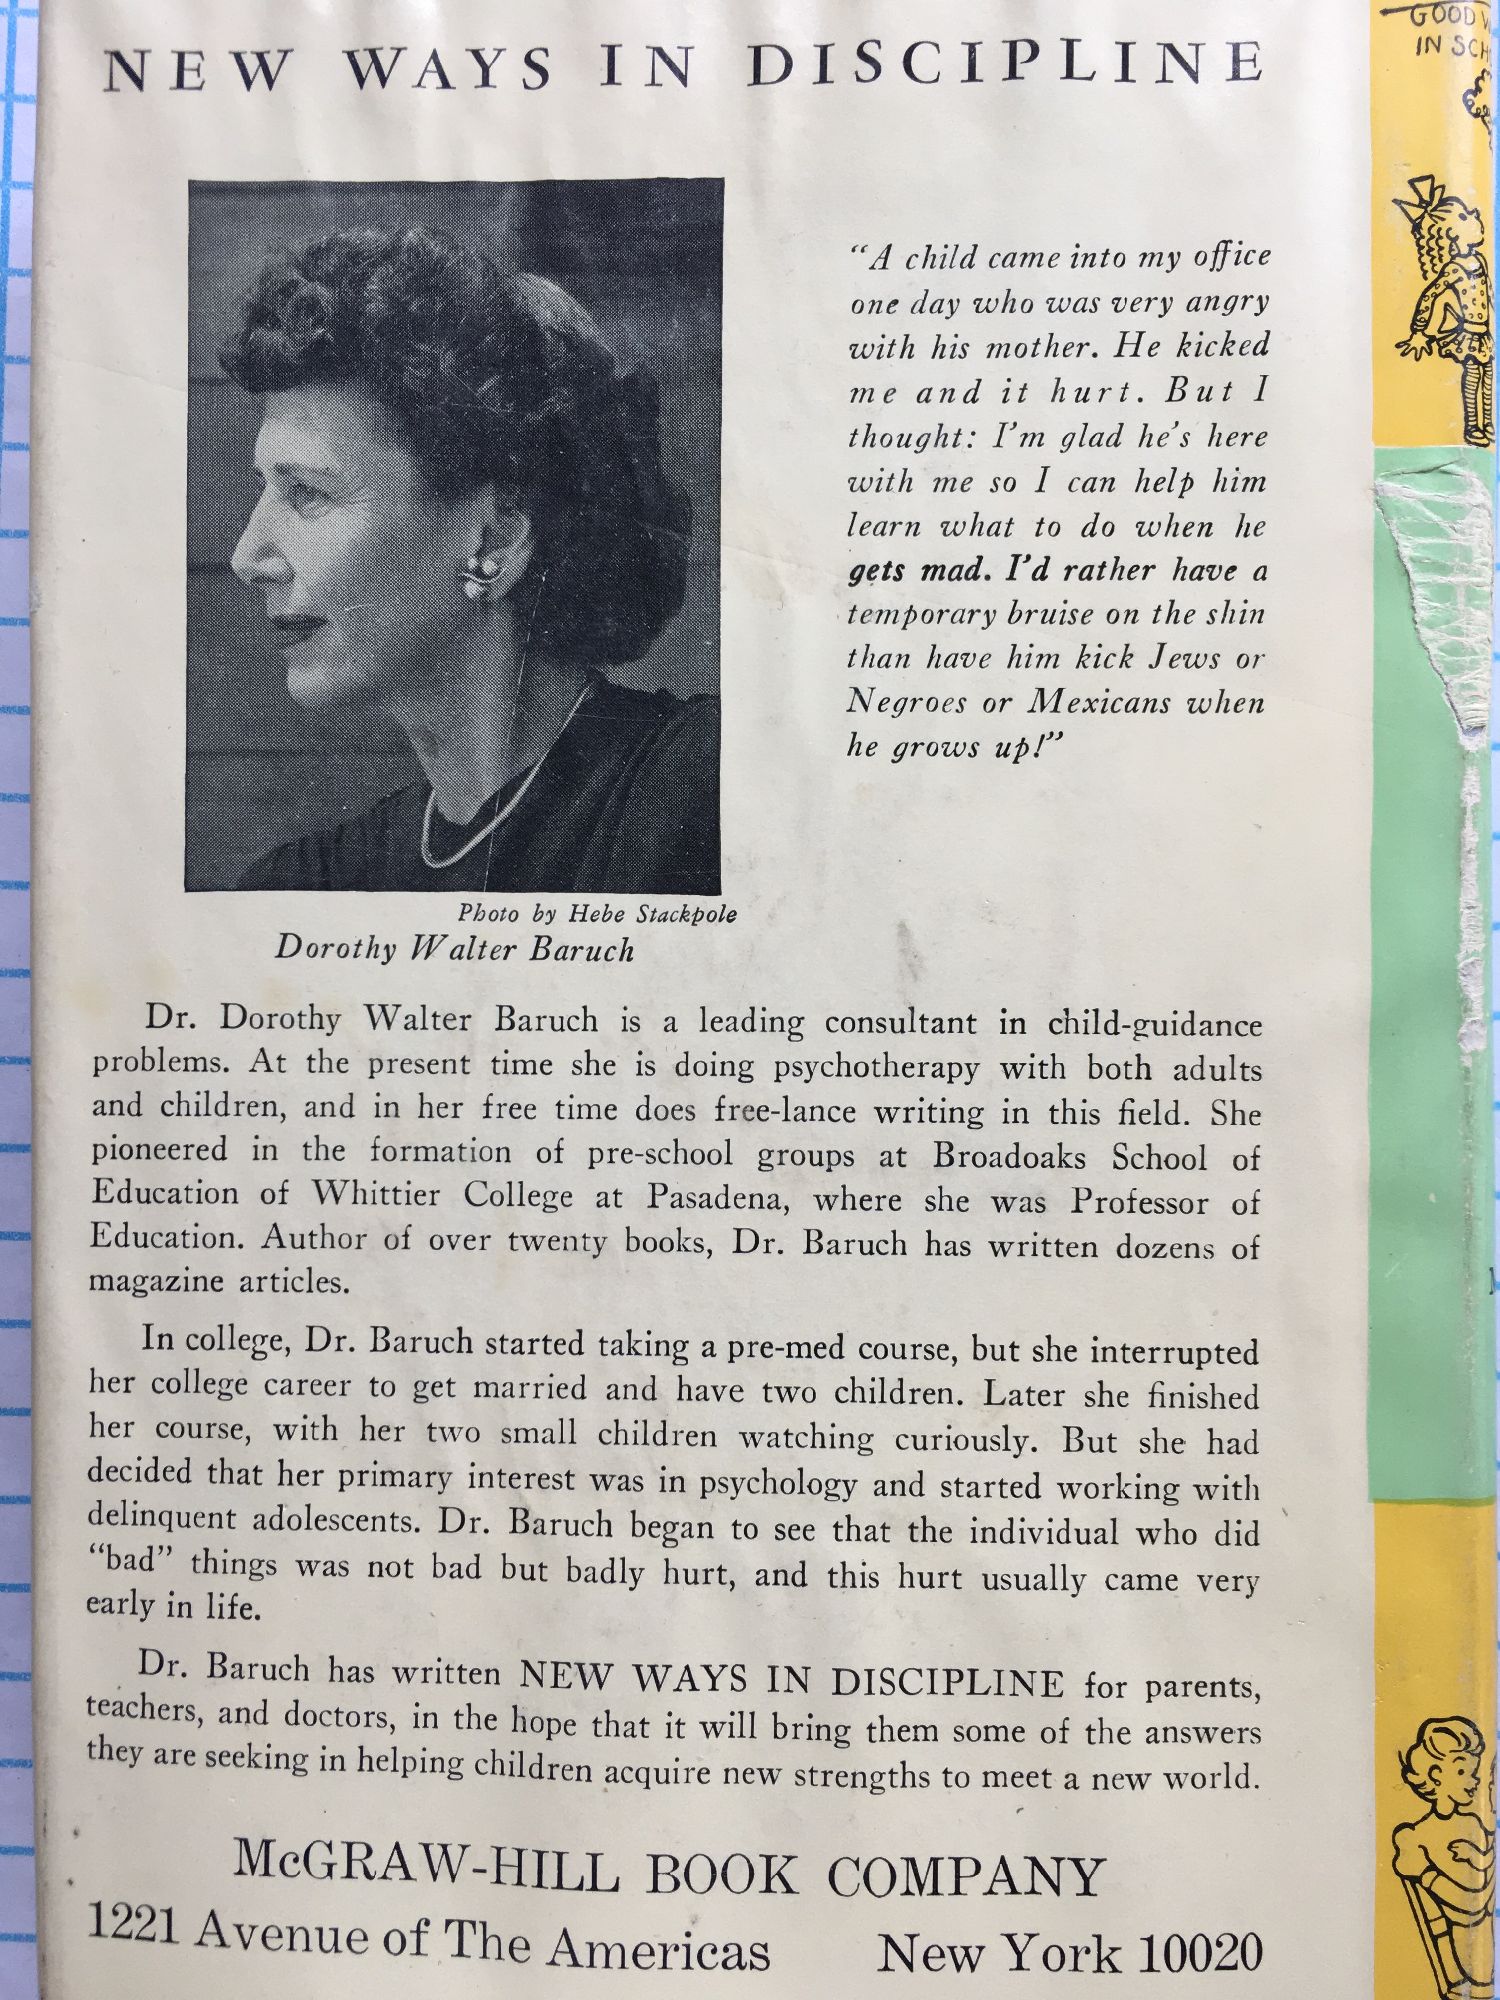 NEW WAYS IN DISCIPLINE
GOOD
IN SCH
“A child came into my office
one day who was very angry
with his mother. He kicked
me and it hurt. But I
thought: I’m glad he’s here
with me so I can help him
learn what to do when he
gets mad. I’d rather have a
temporary bruise on the shin
than have him kick Jews or
Negroes or Mexicans when
he grows up!”
Photo by Hebe Stackpole
Dorothy Walter Baruch
Dr. Dorothy Walter Baruch is a leading consultant in child-guidance
problems. At the present time she is doing psychotherapy with both adults
and children, and in her free time does free-lance writing in this field. She
pioneered in the formation of pre-school groups at Broadoaks School of
Education of Whittier College at Pasadena, where she was Professor of
Education. Author of over twenty books, Dr. Baruch has written dozens of
magazine articles.
In college, Dr. Baruch started taking a pre-med course, but she interrupted
her college career to get married and have two children. Later she finished
her course, with her two small children watching curiously. But she had
decided that her primary interest was in psychology and started working with
delinquent adolescents. Dr. Baruch began to see that the individual who did
“bad” things was not bad but badly hurt, and this hurt usually came very
early in life.
Dr. Baruch has written NEW WAYS IN DISCIPLINE for parents,
teachers, and doctors, in the hope that it will bring them some of the answers
they are seeking in helping children acquire new strengths to meet a new world.
McGRAW-HILL BOOK COMPANY
1221 Avenue of The Americas New York 10020